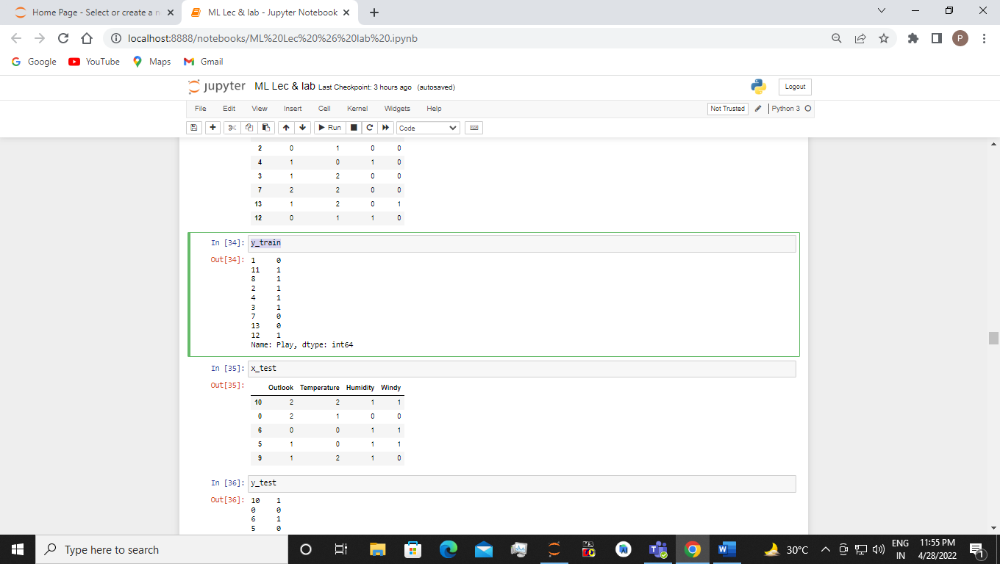 Home Page - Select or create a n
ML Lec & lab - Jupyter Notebook
localhost:8888/notebooks/ML%20Lec%20%26%20lab%20.ipynb
P
Google YouTube Maps Gmail
jupyter ML Lec & lab Last Checkpoint: 3 hours ago (autosaved)
Logout
File Edit View Insert Cell Kernel Widgets Help
Not Trusted
Python 3
Run
Code
2 0 1 0 0
4 1 0 1 0
3 1 2 0 0
7 2 2 0 0
13 1 2 0 1
12 0 1 1 0
In [34]: y_train
Out[34]: 1 0
11 1
8 1
2 1
4 1
3 1
7 0
13 0
12 1
Name: Play, dtype: int64
In [35]: x_test
Out[35]:
Outlook Temperature Humidity Windy
10 2 2 1 1
0 2 1 0 0
6 0 0 1 1
5 1 0 1 1
9 1 2 1 0
In [36]: y_test
Out[36]: 10 1
0 0
6 1
5 0
Type here to search
30°C
ENG
IN
11:55 PM
4/28/2022
1